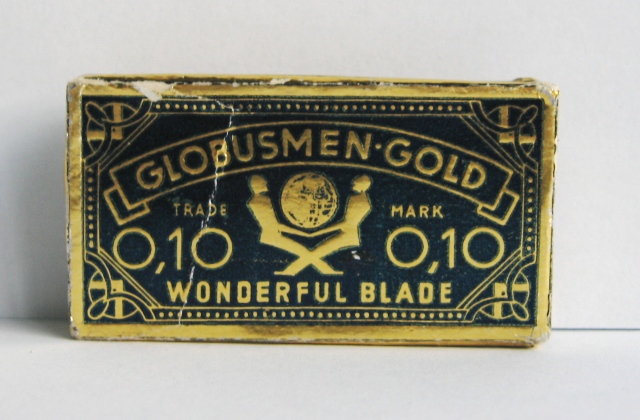 GLOBUSMEN·GOLD
TRADE MARK
0,10 0,10
WONDERFUL BLADE